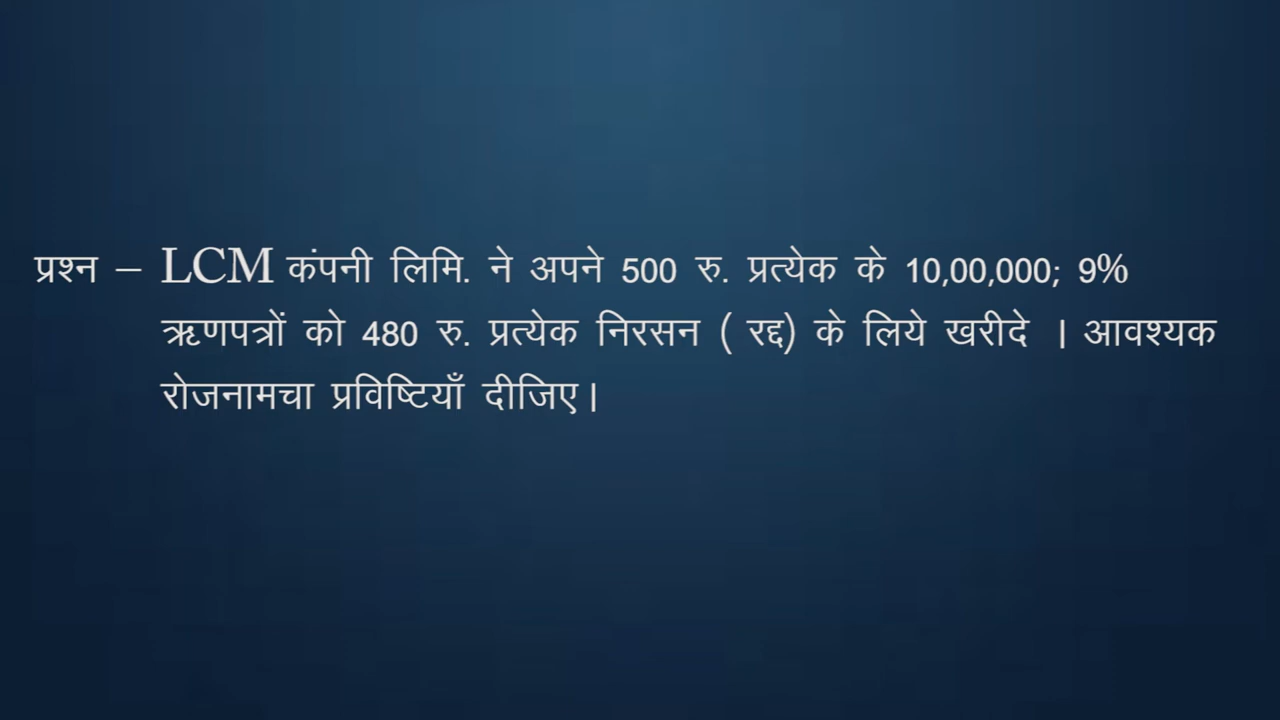 प्रश्न – LCM कंपनी लिमि. ने अपने 500 रु. प्रत्येक के 10,00,000; 9%
ऋणपत्रों को 480 रु. प्रत्येक निरसन ( रद्द) के लिये खरीदे । आवश्यक
रोजनामचा प्रविष्टियाँ दीजिए।